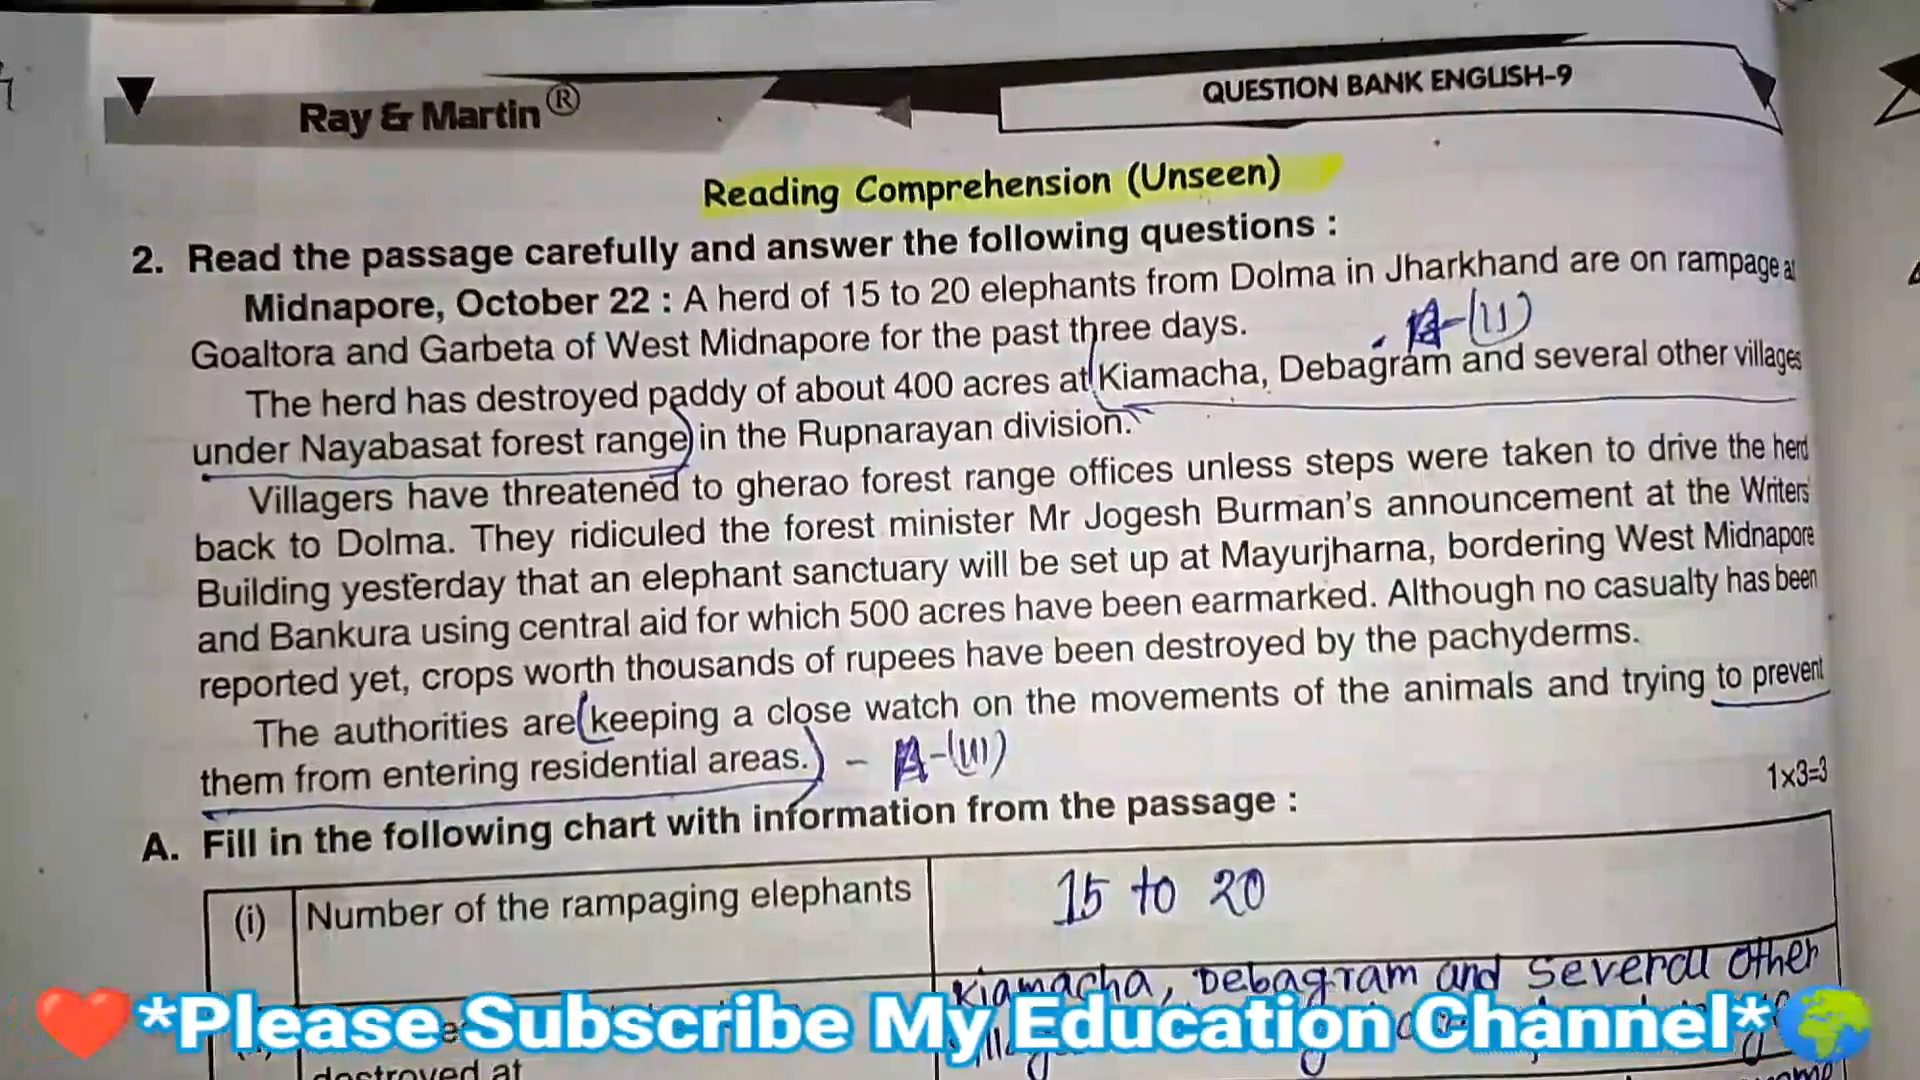 Ray & Martin®
QUESTION BANK ENGLISH-9
Reading Comprehension (Unseen)
2. Read the passage carefully and answer the following questions :
Midnapore, October 22 : A herd of 15 to 20 elephants from Dolma in Jharkhand are on rampage at
Goaltora and Garbeta of West Midnapore for the past three days.
A-(II)
The herd has destroyed paddy of about 400 acres at Kiamacha, Debagram and several other villages
under Nayabasat forest range in the Rupnarayan division.
Villagers have threatened to gherao forest range offices unless steps were taken to drive the herd
back to Dolma. They ridiculed the forest minister Mr Jogesh Burman's announcement at the Writers'
Building yesterday that an elephant sanctuary will be set up at Mayurjharna, bordering West Midnapore
and Bankura using central aid for which 500 acres have been earmarked. Although no casualty has been
reported yet, crops worth thousands of rupees have been destroyed by the pachyderms.
The authorities are keeping a close watch on the movements of the animals and trying to prevent
them from entering residential areas. - A-(III)
1×3=3
A. Fill in the following chart with information from the passage :
(i) Number of the rampaging elephants 15 to 20
Kiamacha, Debagram and several other
*Please Subscribe My Education Channel*
destroyed at